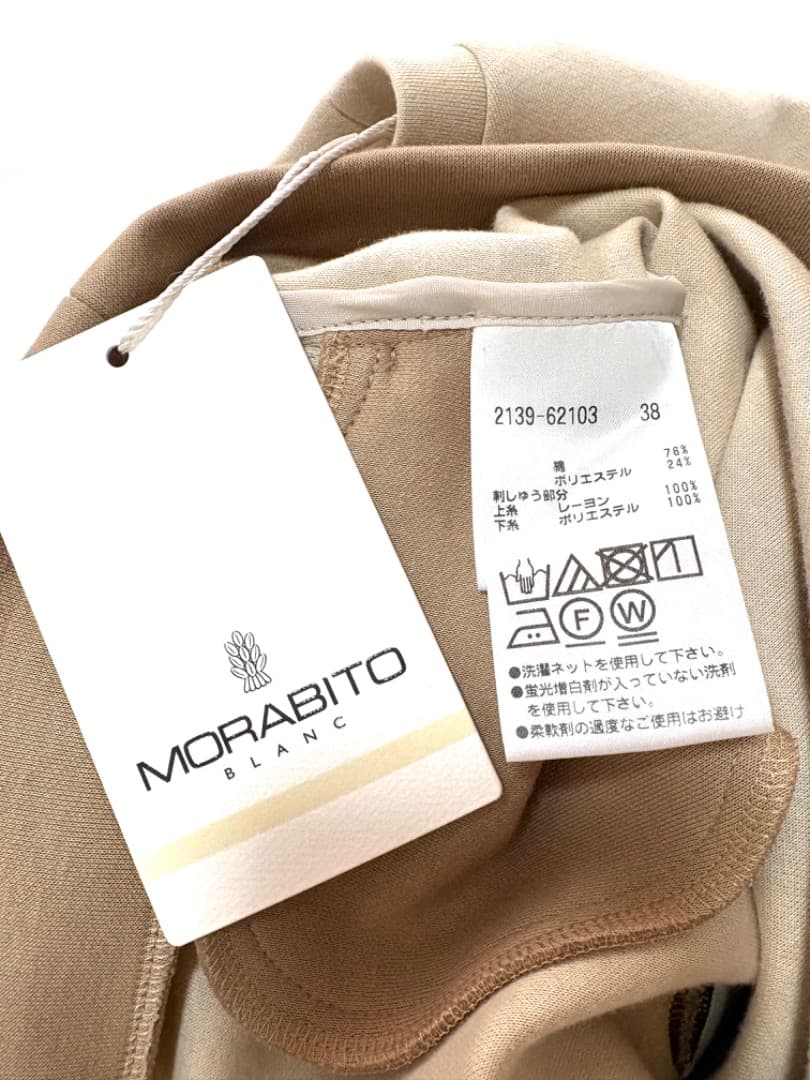 MORABITO
BLANC
2139-62103 38
綿 76%
ポリエステル 24%
刺しゅう部分
上糸 レーヨン 100%
下糸 ポリエステル 100%
F W
●洗濯ネットを使用して下さい。
●蛍光増白剤が入っていない洗剤
を使用して下さい。
●柔軟剤の過度なご使用はお避け